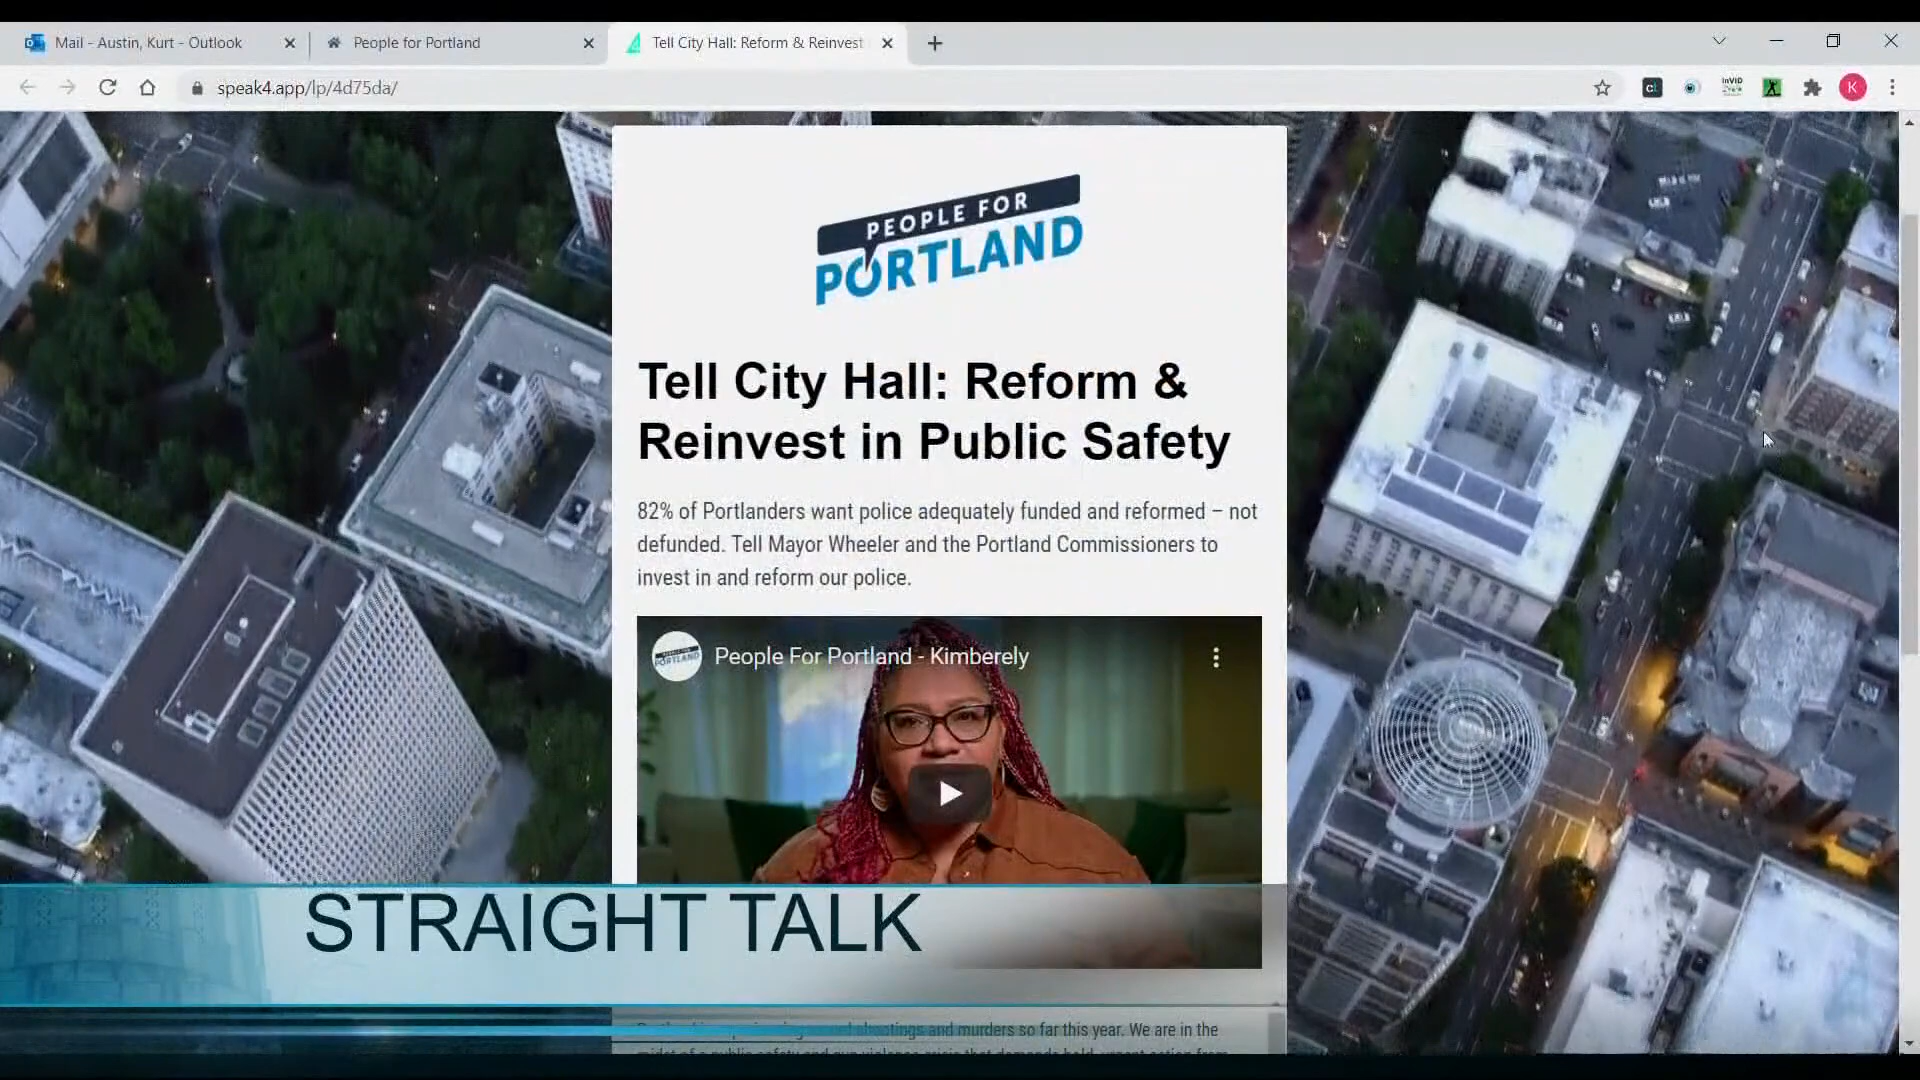 Mail - Austin, Kurt - Outlook
People for Portland
Tell City Hall: Reform & Reinvest
speak4.app/lp/4d75da/
InVID
K
PEOPLE FOR
PORTLAND
Tell City Hall: Reform &
Reinvest in Public Safety
82% of Portlanders want police adequately funded and reformed – not
defunded. Tell Mayor Wheeler and the Portland Commissioners to
invest in and reform our police.
PORTLAND
People For Portland - Kimberely
STRAIGHT TALK
shootings and murders so far this year. We are in the